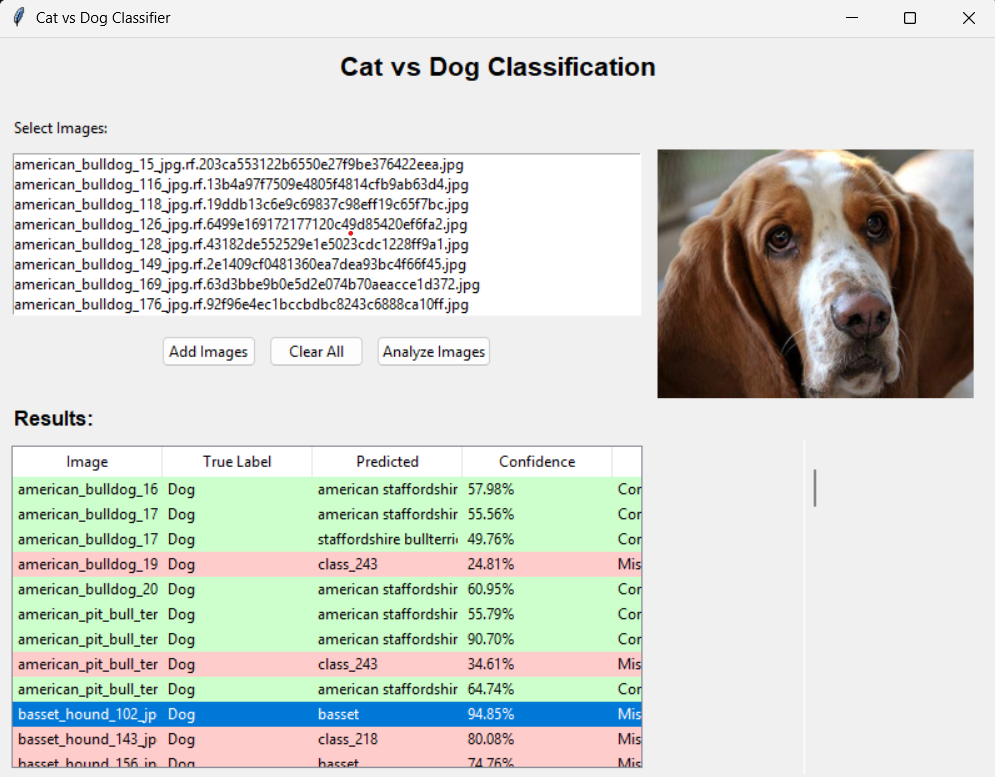 Cat vs Dog Classifier
Cat vs Dog Classification
Select Images:
american_bulldog_15_jpg.rf.203ca553122b6550e27f9be376422eea.jpg
american_bulldog_116_jpg.rf.13b4a97f7509e4805f4814cfb9ab63d4.jpg
american_bulldog_118_jpg.rf.19ddb13c6e9c69837c98eff19c65f7bc.jpg
american_bulldog_126_jpg.rf.6499e169172177120c49d85420ef6fa2.jpg
american_bulldog_128_jpg.rf.43182de552529e1e5023cdc1228ff9a1.jpg
american_bulldog_149_jpg.rf.2e1409cf0481360ea7dea93bc4f66f45.jpg
american_bulldog_169_jpg.rf.63d3bbe9b0e5d2e074b70aeacce1d372.jpg
american_bulldog_176_jpg.rf.92f96e4ec1bccbdbc8243c6888ca10ff.jpg
Add Images Clear All Analyze Images
Results:
Image True Label Predicted Confidence
american_bulldog_16 Dog american staffordshir 57.98% Cor
american_bulldog_17 Dog american staffordshir 55.56% Cor
american_bulldog_17 Dog staffordshire bullterri 49.76% Cor
american_bulldog_19 Dog class_243 24.81% Mis
american_bulldog_20 Dog american staffordshir 60.95% Cor
american_pit_bull_ter Dog american staffordshir 55.79% Cor
american_pit_bull_ter Dog american staffordshir 90.70% Cor
american_pit_bull_ter Dog class_243 34.61% Mis
american_pit_bull_ter Dog american staffordshir 64.74% Cor
basset_hound_102_jp Dog basset 94.85% Mis
basset_hound_143_jp Dog class_218 80.08% Mis
basset_hound_156_jp Dog basset 74.76% Mis